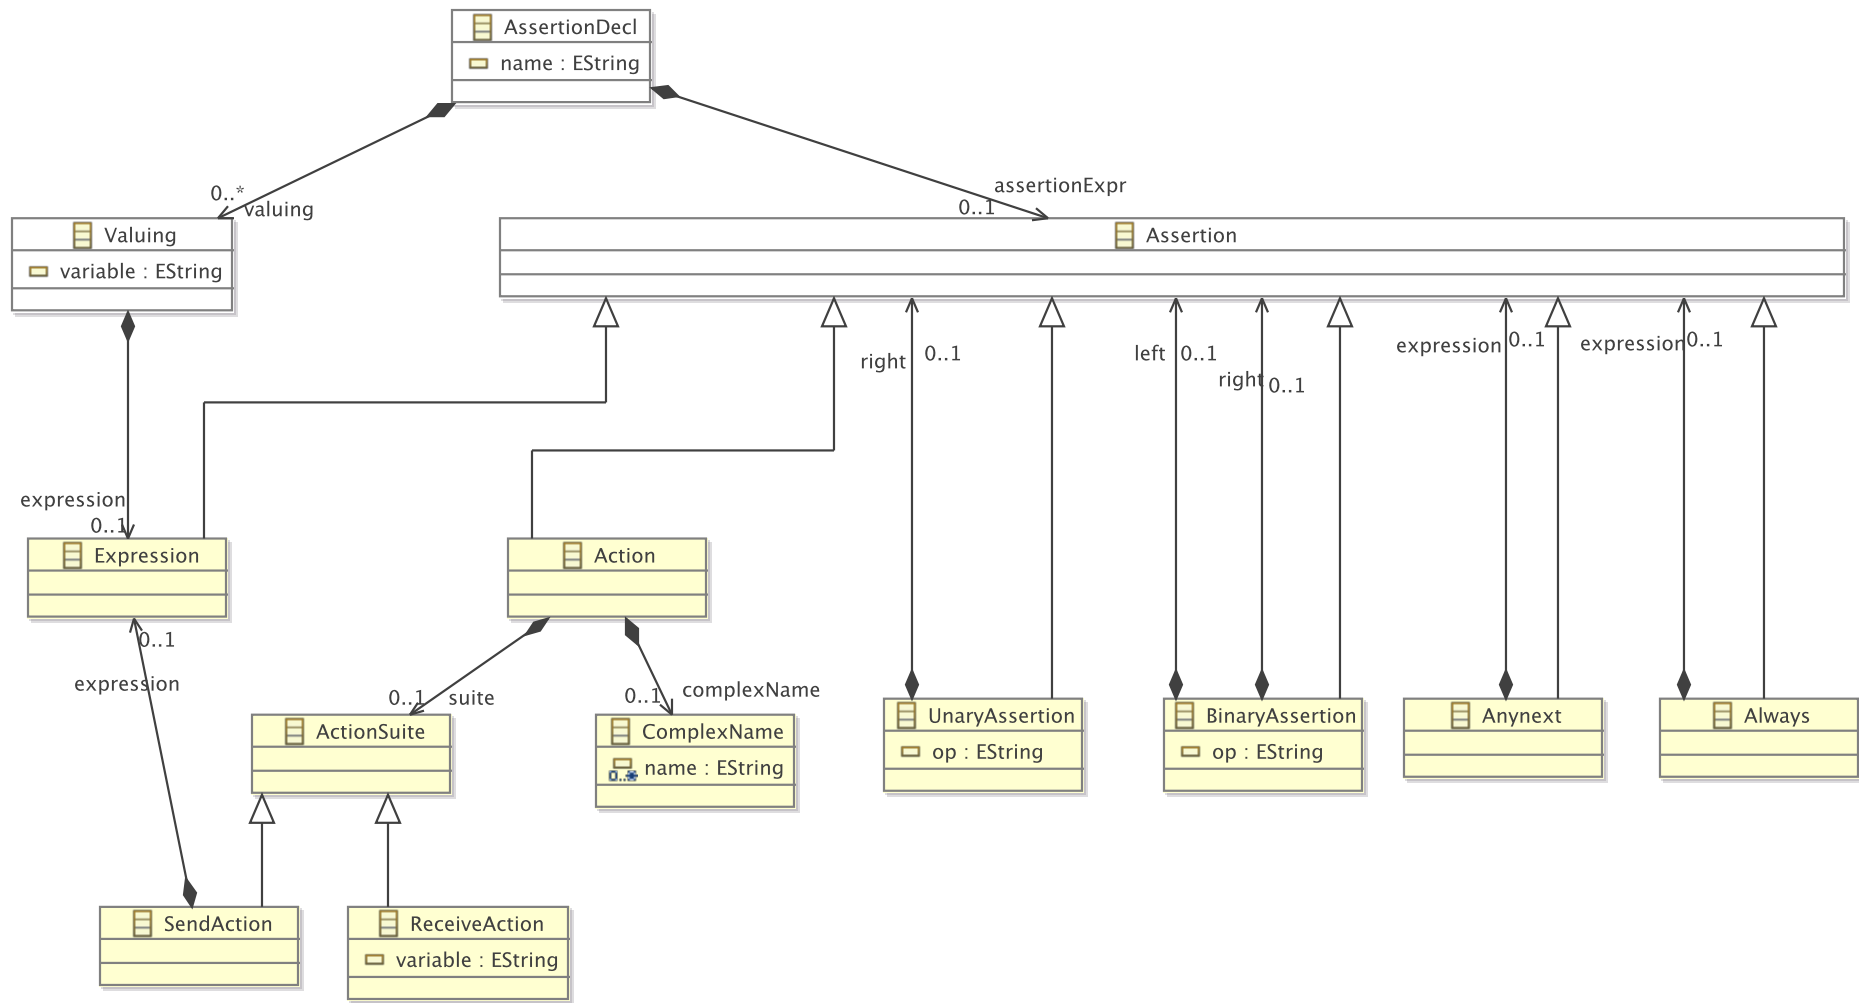 AssertionDecl
name : EString
0..*
valuing
assertionExpr
0..1
Valuing
variable : EString
Assertion
right
0..1
left
0..1
right
0..1
expression
0..1
expression
0..1
expression
0..1
Expression
Action
0..1
expression
0..1
suite
0..1
complexName
ActionSuite
ComplexName
0..*
name : EString
UnaryAssertion
op : EString
BinaryAssertion
op : EString
Anynext
Always
SendAction
ReceiveAction
variable : EString